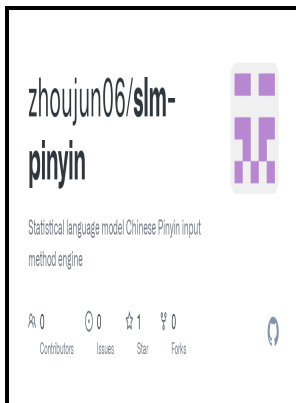 zhoujun06/slm-
pinyin
Statistical language model Chinese Pinyin input
method engine
0 0 1 0
Contributors Issues Star Forks